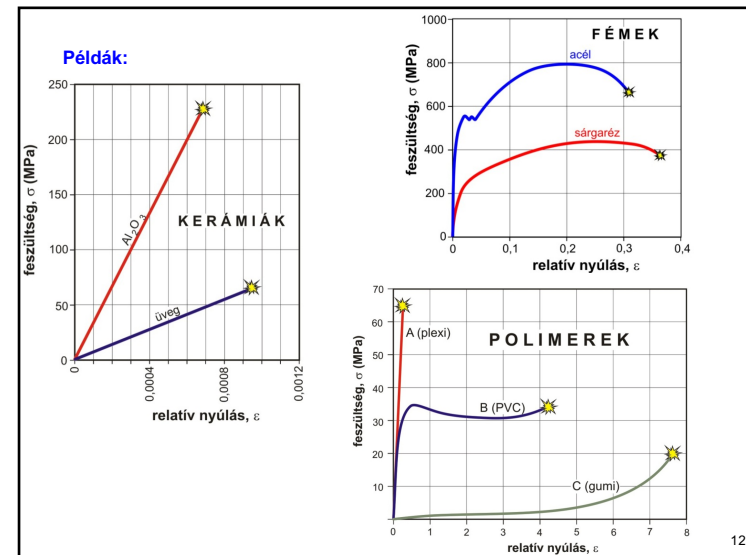 Példák:
250
200
150
100
50
0
feszültség, σ (MPa)
KERÁMIÁK
Al₂O₃
üveg
0
0,0004
0,0008
0,0012
relatív nyúlás, ε
1000
800
600
400
200
0
feszültség, σ (MPa)
FÉMEK
acél
sárgaréz
0
0,1
0,2
0,3
0,4
relatív nyúlás, ε
70
60
50
40
30
20
10
feszültség, σ (MPa)
POLIMEREK
A (plexi)
B (PVC)
C (gumi)
0
1
2
3
4
5
6
7
8
relatív nyúlás, ε
12